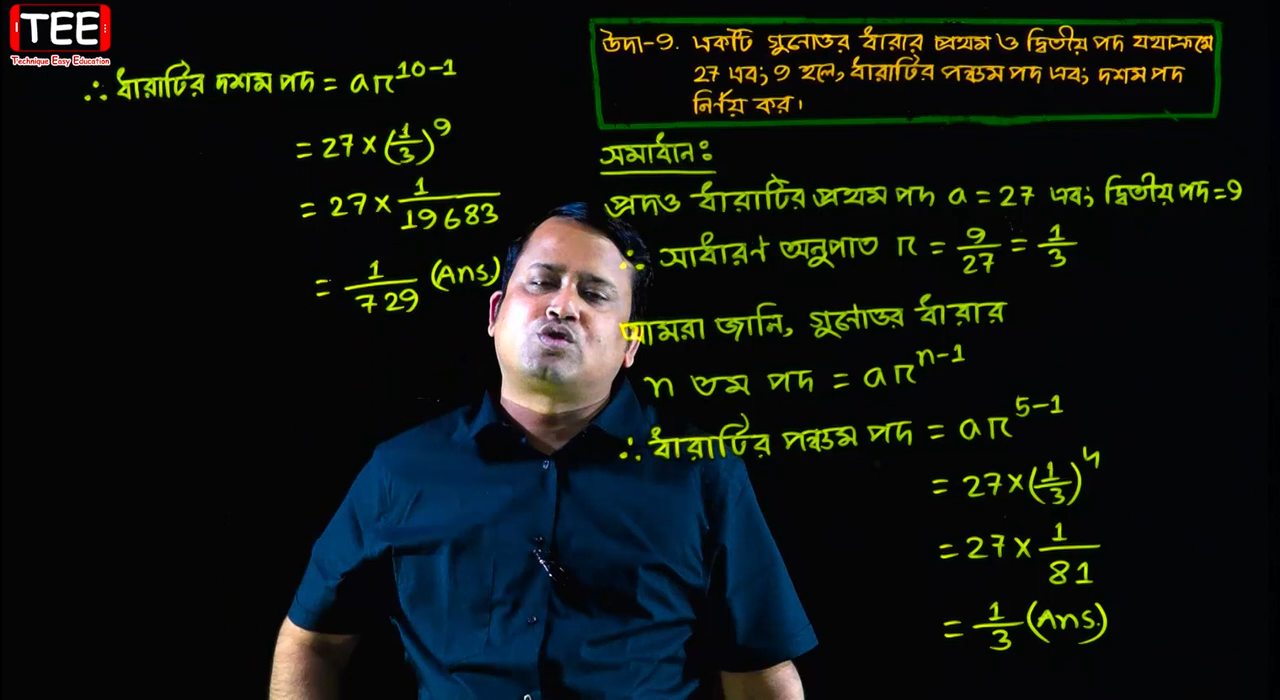 TEE
Technique Easy Education
উদা-9. একটি গুনোত্তর ধারার প্রথম ও দ্বিতীয় পদ যথাক্রমে
27 এবং 9 হলে, ধারাটির পঞ্চম পদ এবং দশম পদ
নির্ণয় কর।
সমাধান:
প্রদত্ত ধারাটির প্রথম পদ a = 27 এবং দ্বিতীয় পদ = 9
∴ সাধারণ অনুপাত r = 9/27 = 1/3
আমরা জানি, গুনোত্তর ধারার
n তম পদ = ar^(n-1)
∴ ধারাটির পঞ্চম পদ = ar^(5-1)
= 27 × (1/3)^4
= 27 × 1/81
= 1/3 (Ans.)
∴ ধারাটির দশম পদ = ar^(10-1)
= 27 × (1/3)^9
= 27 × 1/19683
= 1/729 (Ans.)